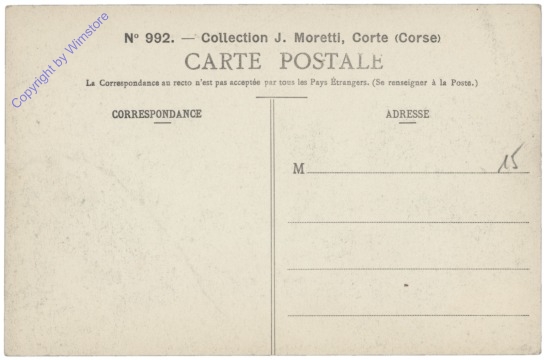 Copyright by Wimstore
Nº 992. — Collection J. Moretti, Corte (Corse)
CARTE POSTALE
La Correspondance au recto n'est pas acceptée par tous les Pays Étrangers. (Se renseigner à la Poste.)
CORRESPONDANCE
ADRESSE
15
M